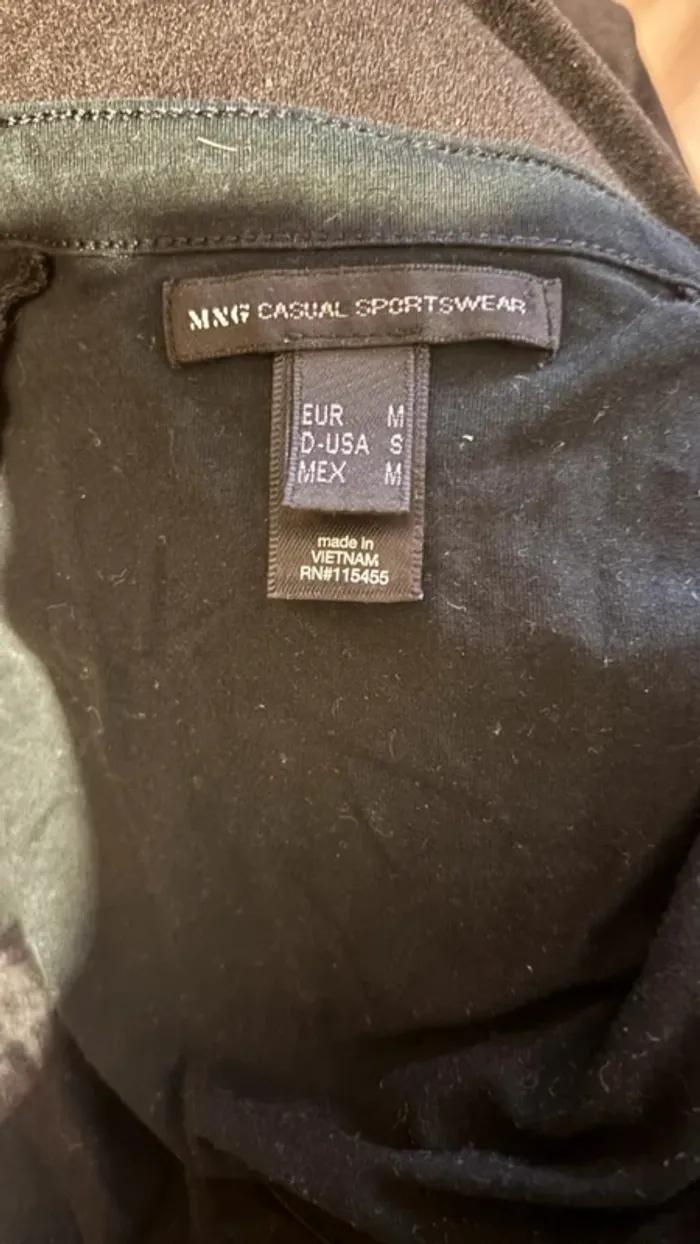 MNG CASUAL SPORTSWEAR
EUR M
D-USA S
MEX M
made in
VIETNAM
RN#115455